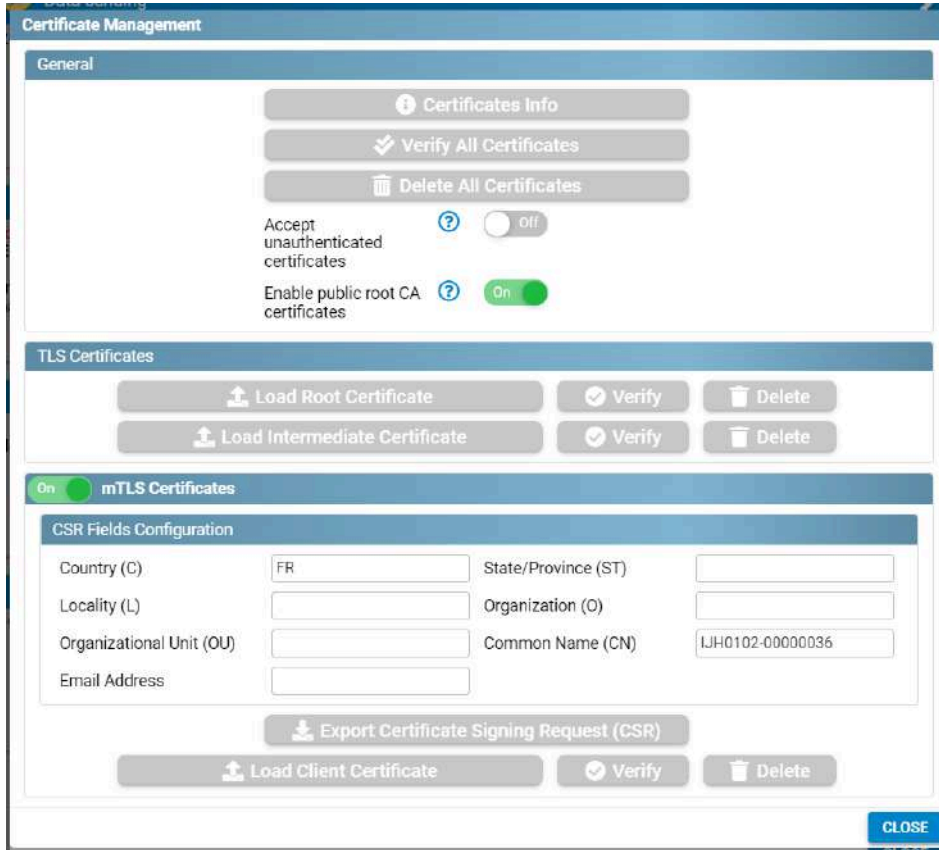 Data Sending
Certificate Management
General
Certificates Info
Verify All Certificates
Delete All Certificates
Accept
unauthenticated
certificates
Off
Enable public root CA
certificates
On
TLS Certificates
Load Root Certificate Verify Delete
Load Intermediate Certificate Verify Delete
On mTLS Certificates
CSR Fields Configuration
Country (C) FR State/Province (ST)
Locality (L) Organization (O)
Organizational Unit (OU) Common Name (CN) IJH0102-00000036
Email Address
Export Certificate Signing Request (CSR)
Load Client Certificate Verify Delete
CLOSE